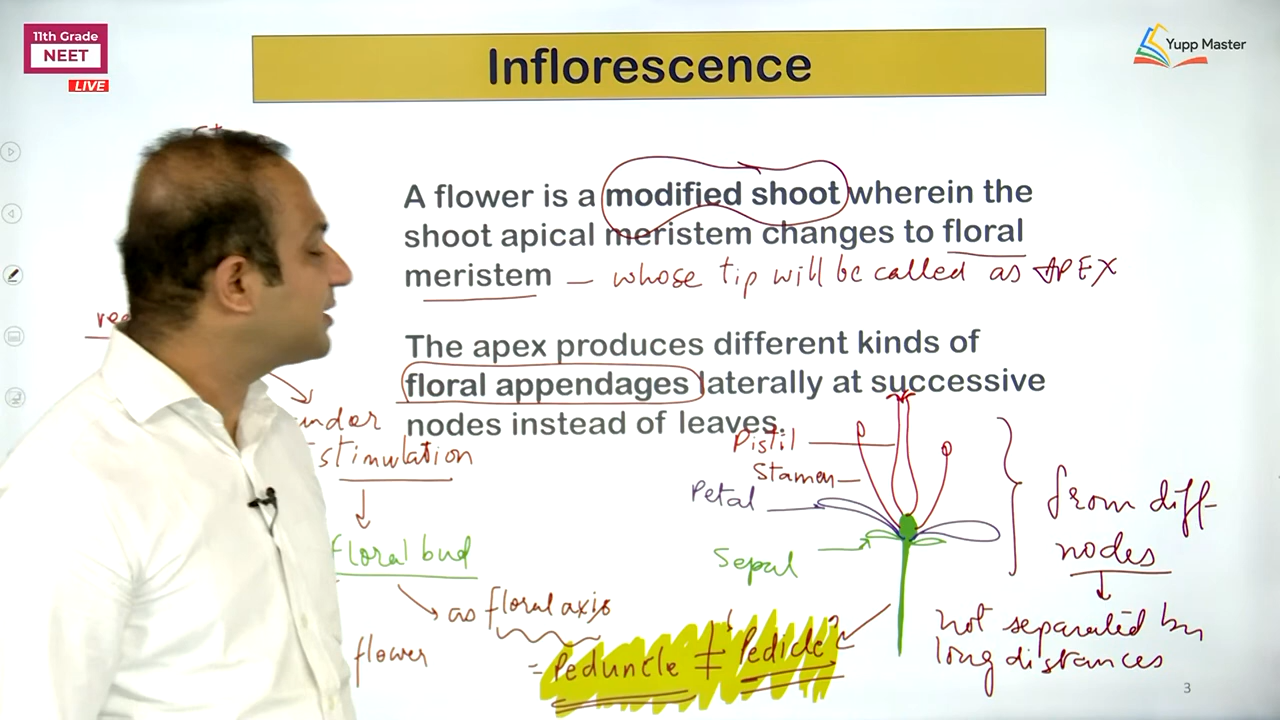 11th Grade
NEET
LIVE
Inflorescence
Yupp Master
A flower is a modified shoot wherein the
shoot apical meristem changes to floral
meristem — whose tip will be called as APEX
The apex produces different kinds of
floral appendages laterally at successive
nodes instead of leaves.
stimulation
floral bud
as floral axis
flower
= Peduncle ≠ Pedicle
Pistil
Stamen
Petal
Sepal
from diff-
nodes
not separated by
long distances
3